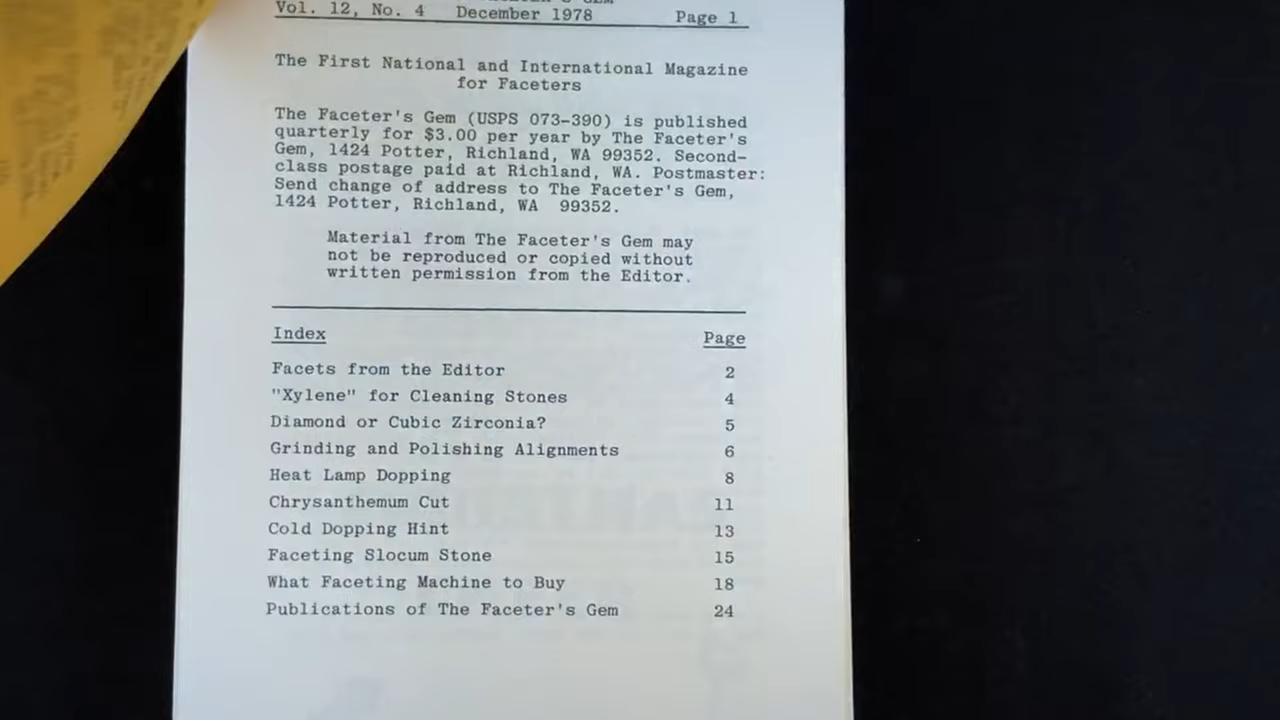 Vol. 12, No. 4 December 1978 Page 1
The First National and International Magazine
for Faceters
The Faceter's Gem (USPS 073-390) is published
quarterly for $3.00 per year by The Faceter's
Gem, 1424 Potter, Richland, WA 99352. Second-
class postage paid at Richland, WA. Postmaster:
Send change of address to The Faceter's Gem,
1424 Potter, Richland, WA 99352.
Material from The Faceter's Gem may
not be reproduced or copied without
written permission from the Editor.
Index Page
Facets from the Editor 2
"Xylene" for Cleaning Stones 4
Diamond or Cubic Zirconia? 5
Grinding and Polishing Alignments 6
Heat Lamp Dopping 8
Chrysanthemum Cut 11
Cold Dopping Hint 13
Faceting Slocum Stone 15
What Faceting Machine to Buy 18
Publications of The Faceter's Gem 24